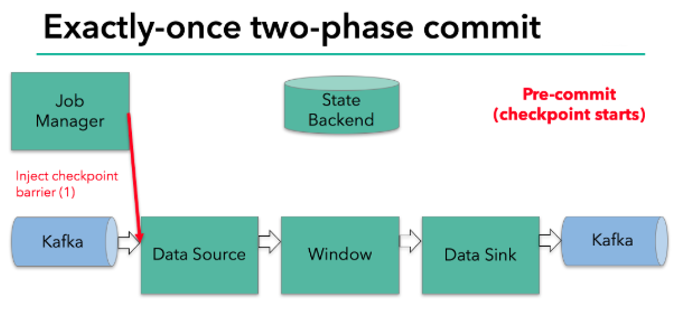 Exactly-once two-phase commit
Job
Manager
State
Backend
Pre-commit
(checkpoint starts)
Inject checkpoint
barrier (1)
Kafka
Data Source
Window
Data Sink
Kafka